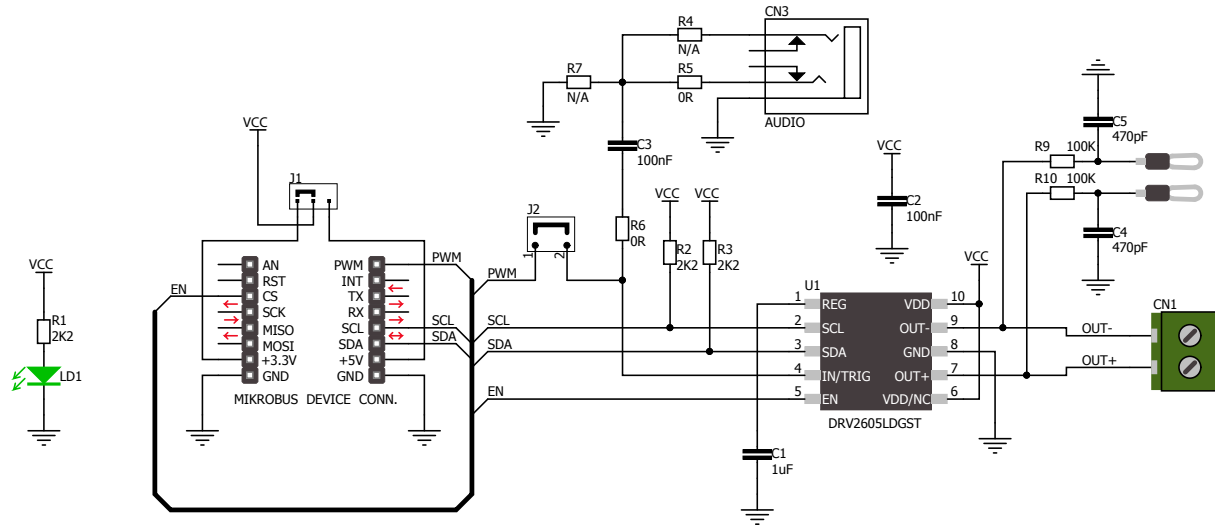 CN3
R4
N/A
R7
N/A
R5
0R
AUDIO
C3
100nF
VCC
J1
VCC
C2
100nF
C5
470pF
R9 100K
R10 100K
C4
470pF
J2
1
2
R6
0R
VCC
R2
2K2
VCC
R3
2K2
VCC
R1
2K2
LD1
EN
AN
RST
CS
SCK
MISO
MOSI
+3.3V
GND
PWM
INT
TX
RX
SCL
SDA
+5V
GND
MIKROBUS DEVICE CONN.
PWM
SCL
SDA
PWM
SCL
SDA
EN
U1
1 REG VDD 10
2 SCL OUT- 9
3 SDA GND 8
4 IN/TRIG OUT+ 7
5 EN VDD/NC 6
DRV2605LDGST
VCC
C1
1uF
OUT-
OUT+
CN1